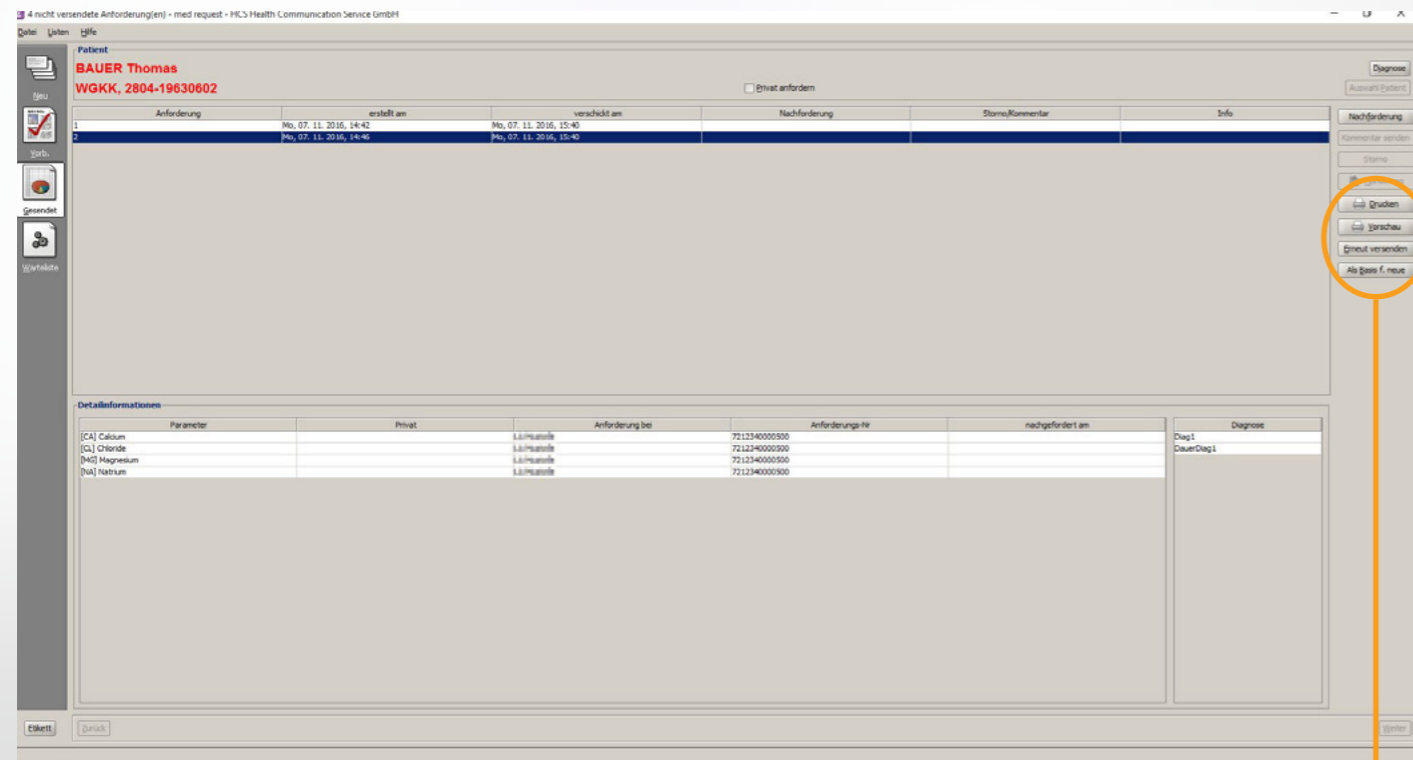 4 nicht versendete Anforderung(en) - med request - HCS Health Communication Service GmbH
Datei Listen Hilfe
Patient
BAUER Thomas
WGKK, 2804-19630602
Privat anfordern
Diagnose
Auswahl Patient
Neu
Vorb.
Gesendet
Warteliste
Anforderung erstellt am verschickt am Nachforderung Storno/Kommentar Info
1 Mo, 07. 11. 2016, 14:42 Mo, 07. 11. 2016, 15:40
2 Mo, 07. 11. 2016, 14:46 Mo, 07. 11. 2016, 15:40
Nachforderung
Kommentar senden
Storno
Drucken
Vorschau
Erneut versenden
Als Basis f. neue
Detailinformationen
Parameter Privat Anforderung bei Anforderungs-Nr nachgefordert am Diagnose
[CA] Calcium 7212340000500 Diag1
[CL] Chloride 7212340000500 DauerDiag1
[MG] Magnesium 7212340000500
[NA] Natrium 7212340000500
Etikett
Zurück
Weiter